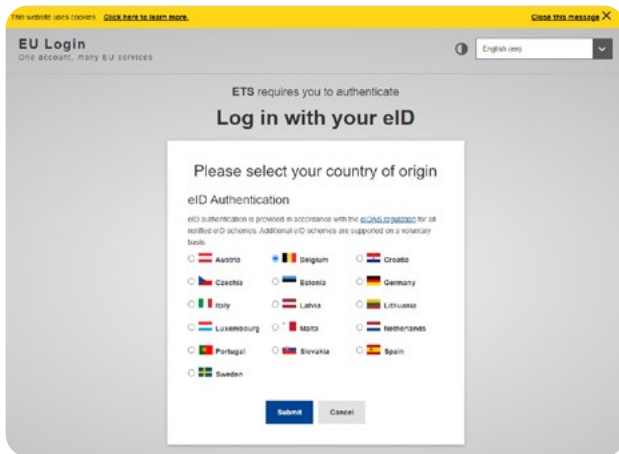 This website uses cookies. Click here to learn more. Close this message X
EU Login
One account, many EU services
English (en)
ETS requires you to authenticate
Log in with your eID
Please select your country of origin
eID Authentication
eID authentication is provided in accordance with the eIDAS regulation for all
notified eID schemes. Additional eID schemes are supported on a voluntary
basis.
Austria Belgium Croatia
Czechia Estonia Germany
Italy Latvia Lithuania
Luxembourg Malta Netherlands
Portugal Slovakia Spain
Sweden
Submit Cancel